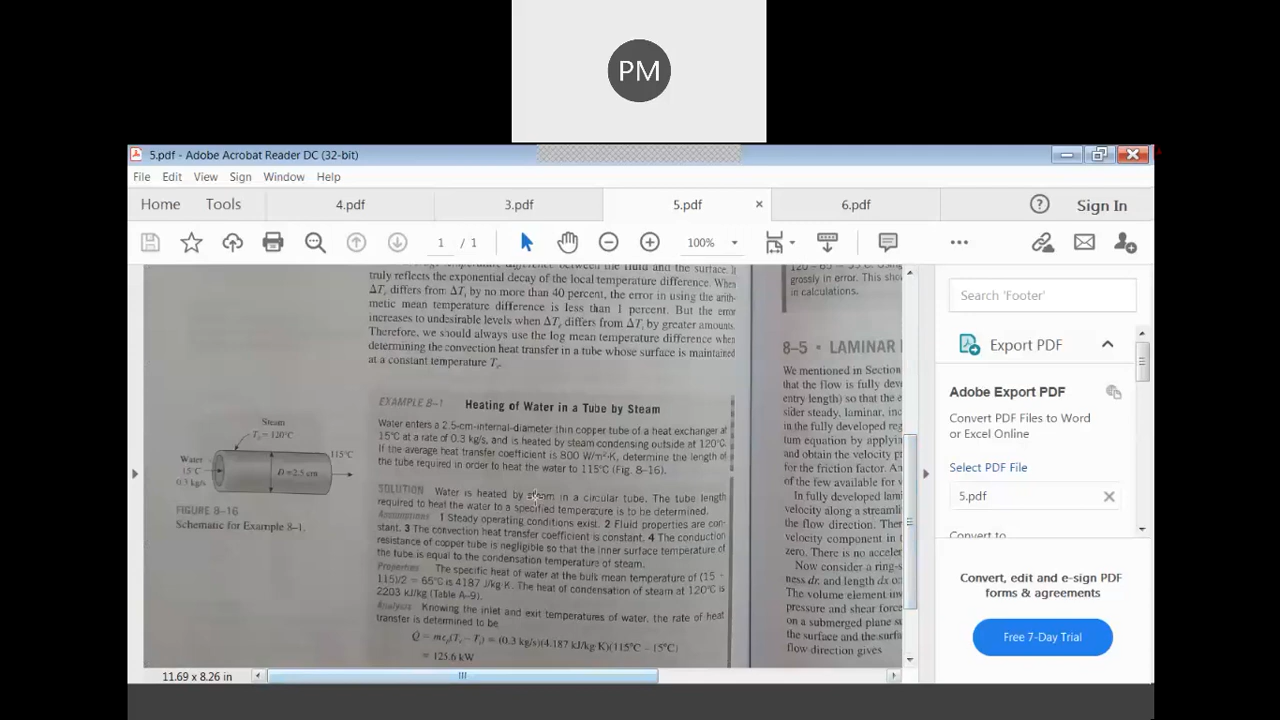 PM
5.pdf - Adobe Acrobat Reader DC (32-bit)
File Edit View Sign Window Help
Home Tools 4.pdf 3.pdf 5.pdf × 6.pdf ? Sign In
1 / 1 100%
temperature difference between the fluid and the surface. It
truly reflects the exponential decay of the local temperature difference. When
ΔTₑ differs from ΔTᵢ by no more than 40 percent, the error in using the arith-
metic mean temperature difference is less than 1 percent. But the error
increases to undesirable levels when ΔTₑ differs from ΔTᵢ by greater amounts.
Therefore, we should always use the log mean temperature difference when
determining the convection heat transfer in a tube whose surface is maintained
at a constant temperature Tₛ.
EXAMPLE 8–1 Heating of Water in a Tube by Steam
Water enters a 2.5-cm-internal-diameter thin copper tube of a heat exchanger at
15°C at a rate of 0.3 kg/s, and is heated by steam condensing outside at 120°C.
If the average heat transfer coefficient is 800 W/m²·K, determine the length of
the tube required in order to heat the water to 115°C (Fig. 8–16).
SOLUTION Water is heated by steam in a circular tube. The tube length
required to heat the water to a specified temperature is to be determined.
Assumptions 1 Steady operating conditions exist. 2 Fluid properties are con-
stant. 3 The convection heat transfer coefficient is constant. 4 The conduction
resistance of copper tube is negligible so that the inner surface temperature of
the tube is equal to the condensation temperature of steam.
Properties The specific heat of water at the bulk mean temperature of (15 +
115)/2 = 65°C is 4187 J/kg·K. The heat of condensation of steam at 120°C is
2203 kJ/kg (Table A–9).
Analysis Knowing the inlet and exit temperatures of water, the rate of heat
transfer is determined to be
Q̇ = ṁcₚ(Tₑ − Tᵢ) = (0.3 kg/s)(4.187 kJ/kg·K)(115°C − 15°C)
= 125.6 kW
Steam
Tₛ = 120°C
115°C
Water
15°C
0.3 kg/s
D = 2.5 cm
FIGURE 8–16
Schematic for Example 8–1.
grossly in error. This sho
in calculations.
8–5 · LAMINAR
We mentioned in Section
that the flow is fully deve
entry length) so that the e
sider steady, laminar, inc
in the fully developed reg
tum equation by applying
and obtain the velocity p
for the friction factor. A
of the few available for v
In fully developed lami
velocity along a streamli
the flow direction. Ther
velocity component in t
zero. There is no acceler
Now consider a ring-s
ness dr, and length dx o
The volume element inv
pressure and shear force
on a submerged plane su
the surface and the surfa
flow direction gives
11.69 x 8.26 in
Search 'Footer'
Export PDF
Adobe Export PDF
Convert PDF Files to Word
or Excel Online
Select PDF File
5.pdf ×
Convert to
Convert, edit and e-sign PDF
forms & agreements
Free 7-Day Trial